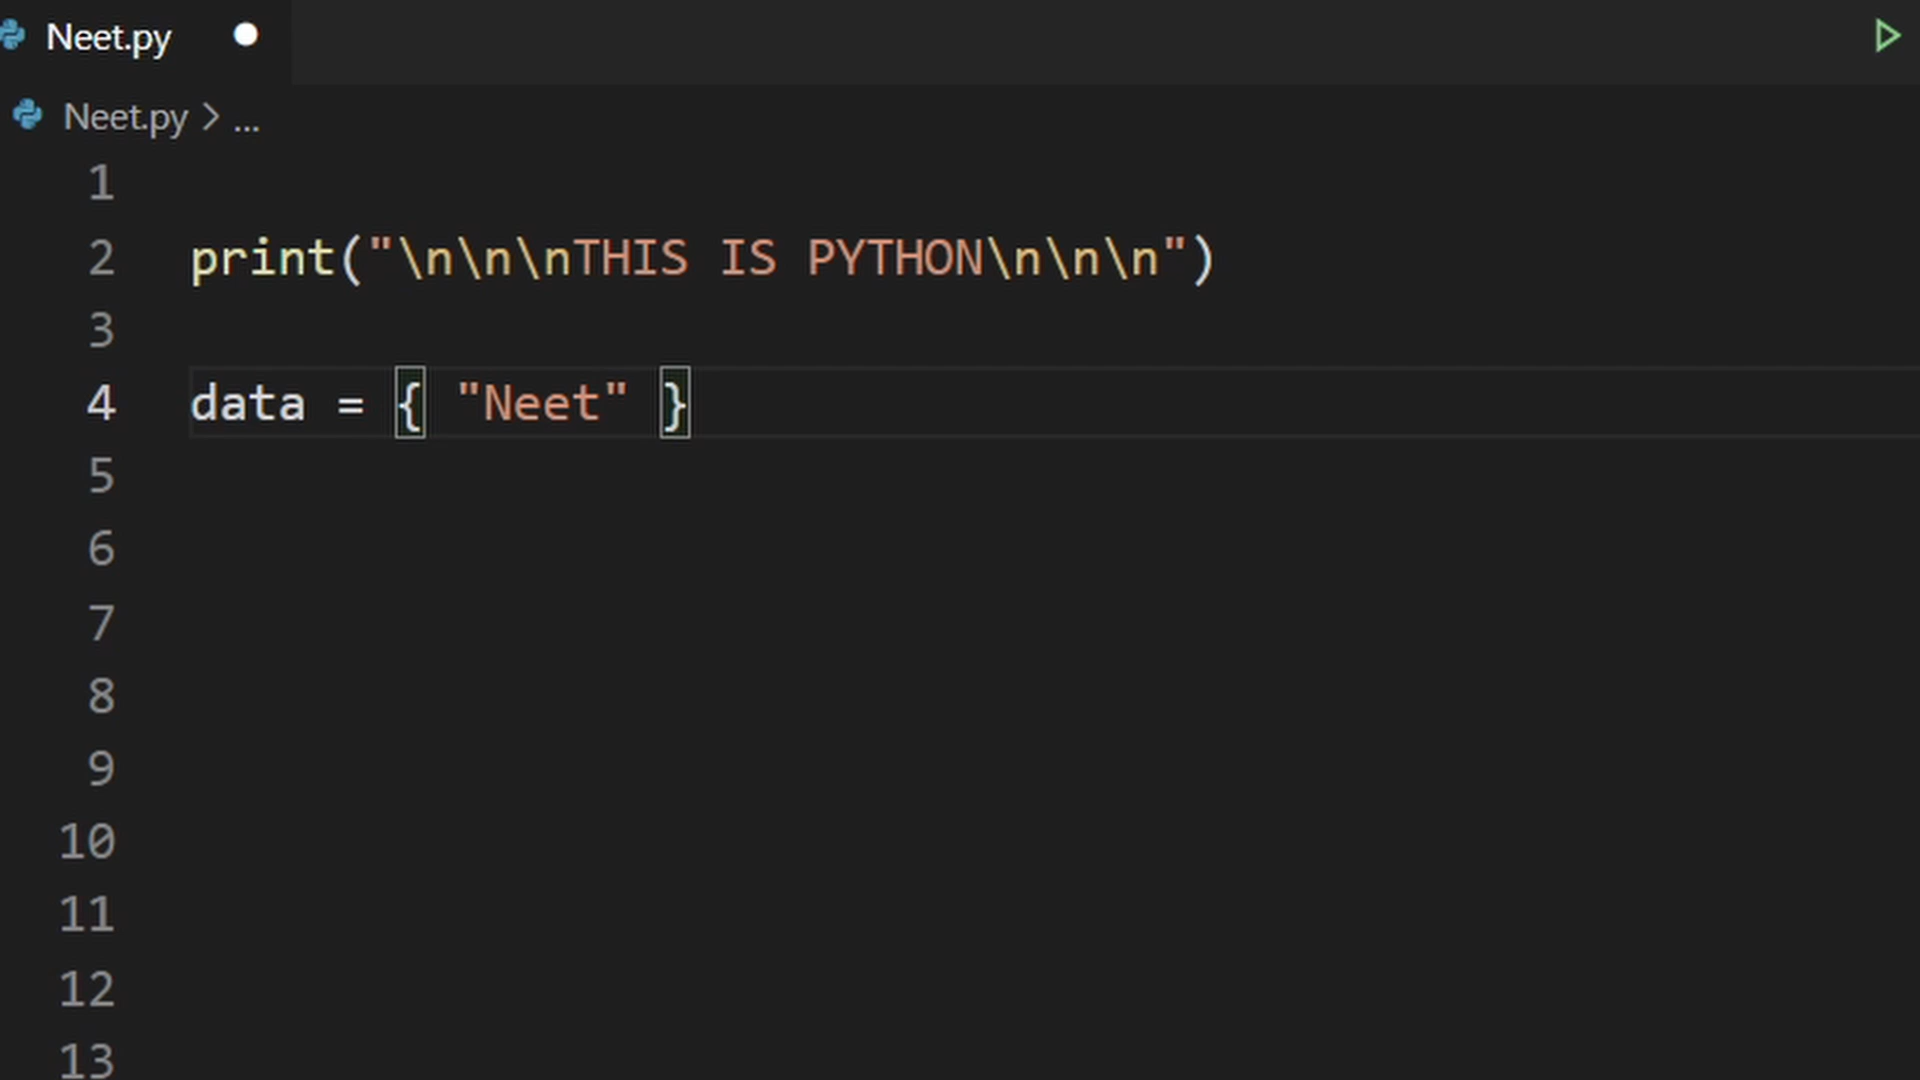 Neet.py
Neet.py > ...
1
2 print("\n\n\nTHIS IS PYTHON\n\n\n")
3
4 data = { "Neet" }
5
6
7
8
9
10
11
12
13